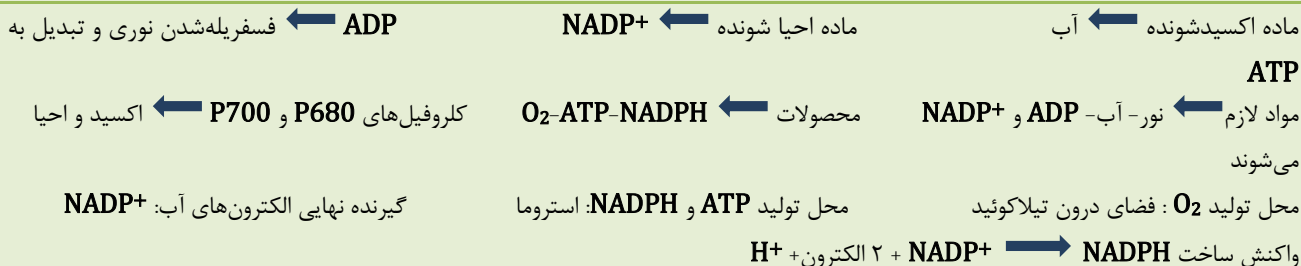 ماده اکسیدشونده ⬅ آب ماده احیا شونده ⬅ NADP+ ADP ⬅ فسفریله‌شدن نوری و تبدیل به
ATP
مواد لازم ⬅ نور- آب- ADP و NADP+ محصولات ⬅ O₂-ATP-NADPH کلروفیل‌های P680 و P700 ⬅ اکسید و احیا
می‌شوند
محل تولید O₂ : فضای درون تیلاکوئید محل تولید ATP و NADPH: استروما گیرنده نهایی الکترون‌های آب: NADP+
واکنش ساخت NADPH ➡ NADP+ + ۲ الکترون+ H+